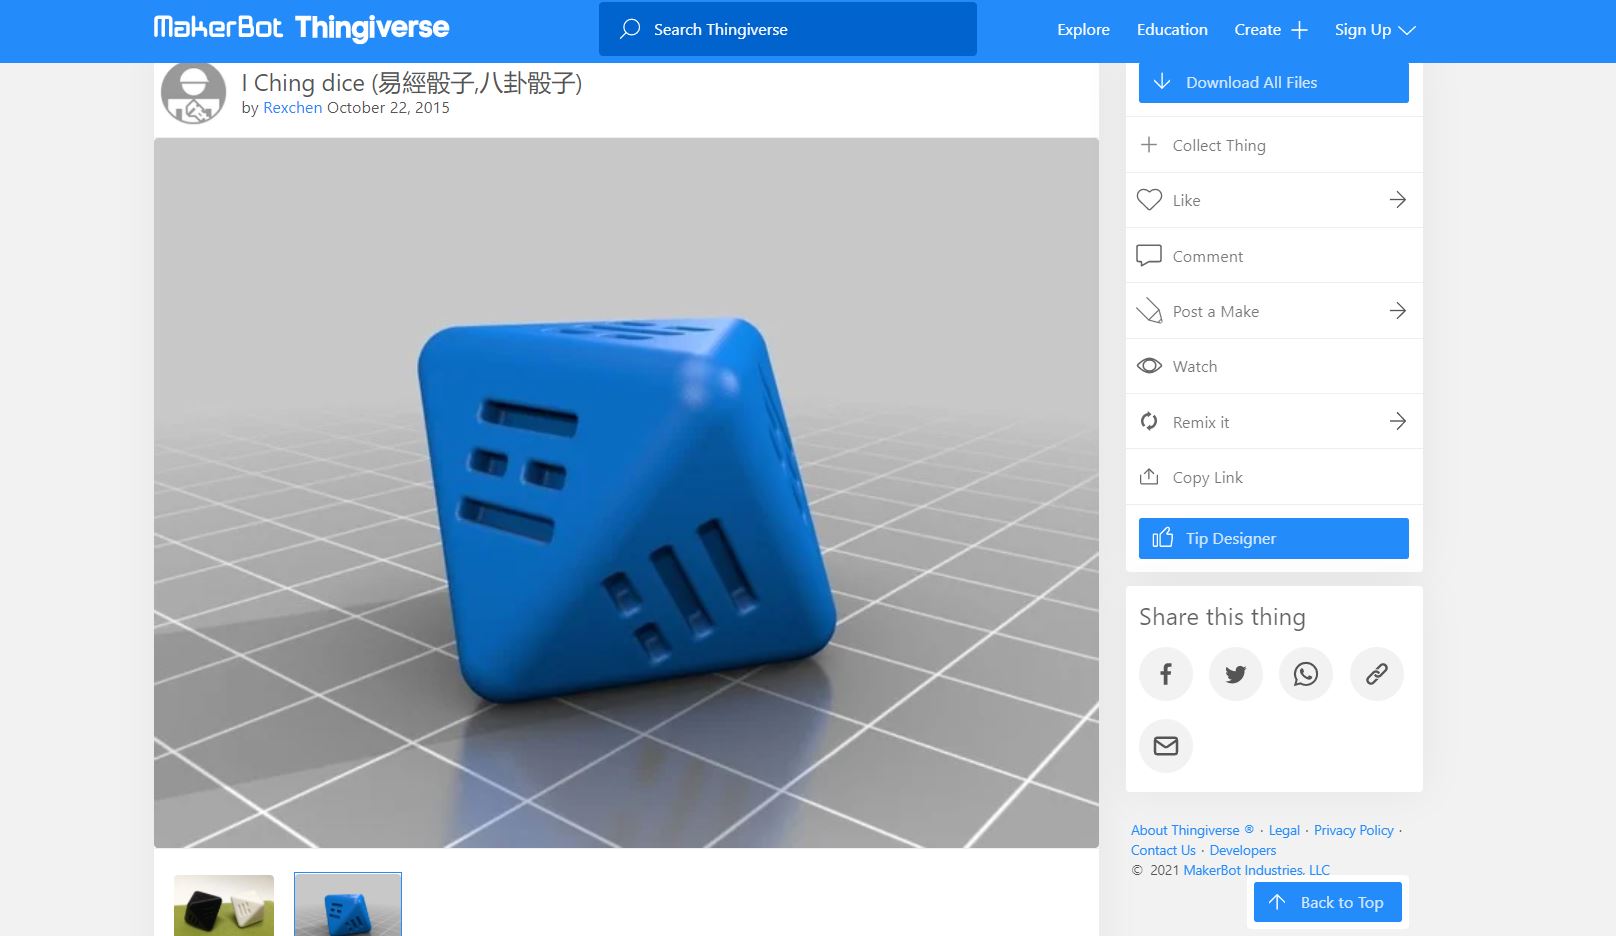 MakerBot Thingiverse
Search Thingiverse
Explore
Education
Create
Sign Up
I Ching dice (易經骰子,八卦骰子)
by Rexchen October 22, 2015
Download All Files
Collect Thing
Like
Comment
Post a Make
Watch
Remix it
Copy Link
Tip Designer
Share this thing
About Thingiverse ® · Legal · Privacy Policy ·
Contact Us · Developers
© 2021 MakerBot Industries, LLC
Back to Top